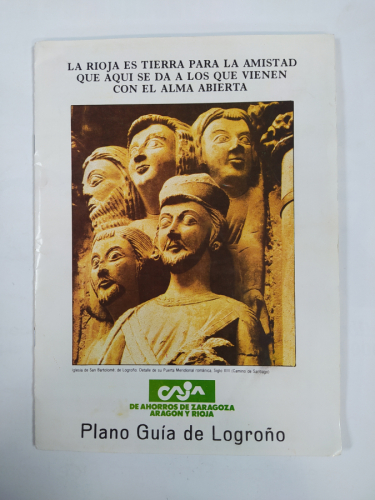 LA RIOJA ES TIERRA PARA LA AMISTAD
QUE AQUI SE DA A LOS QUE VIENEN
CON EL ALMA ABIERTA
Iglesia de San Bartolomé, de Logroño. Detalle de su Puerta Meridional románica, Siglo XIII (Camino de Santiago)
CAJA
DE AHORROS DE ZARAGOZA
ARAGON Y RIOJA
Plano Guía de Logroño